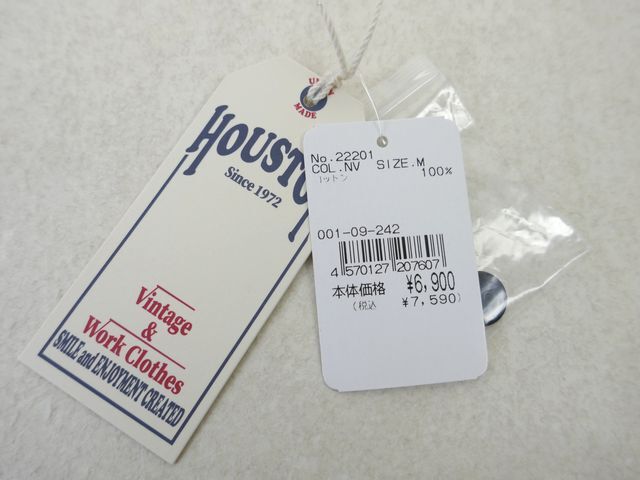 UNION
MADE
HOUSTO
Since 1972
Vintage
&
Work Clothes
SMILE and ENJOYMENT CREATED
No.22201
COL.NV SIZE.M
コットン 100%
001-09-242
4 570127 207607
本体価格 ¥6,900
(税込 ¥7,590)